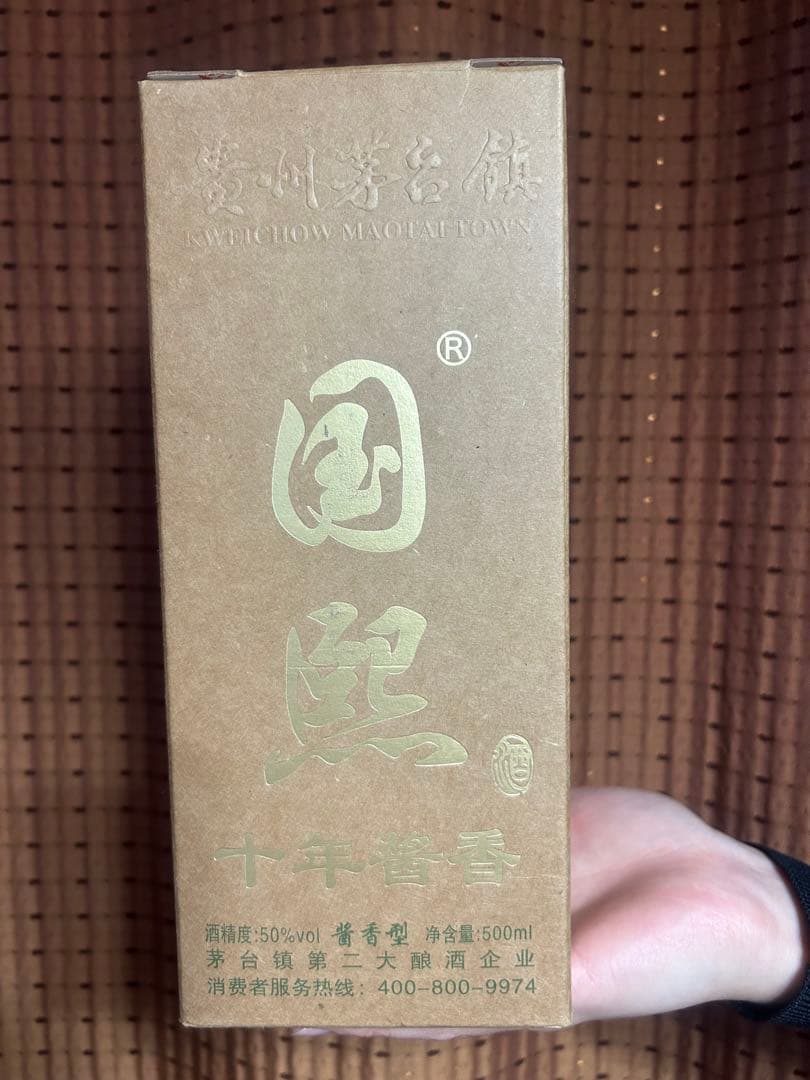 贵州茅台镇
KWEICHOW MAOTAI TOWN
®
国熙
酒
十年酱香
酒精度:50%vol 酱香型 净含量:500ml
茅台镇第二大酿酒企业
消费者服务热线: 400-800-9974